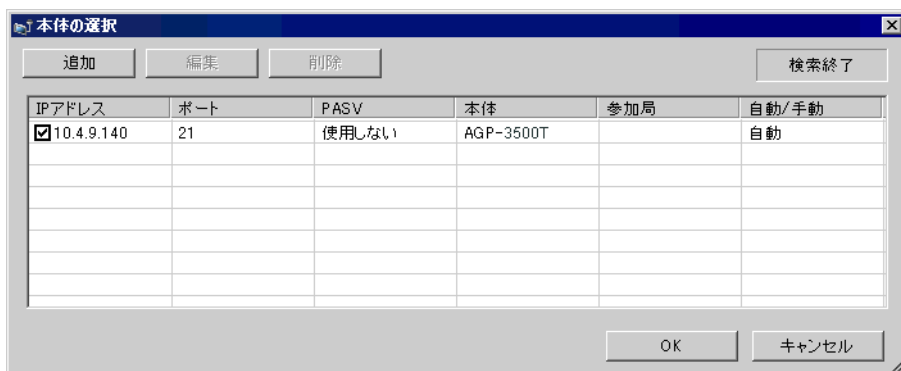 本体の選択
追加 編集 削除 検索終了
IPアドレス ポート PASV 本体 参加局 自動/手動
10.4.9.140 21 使用しない AGP-3500T 自動
OK キャンセル